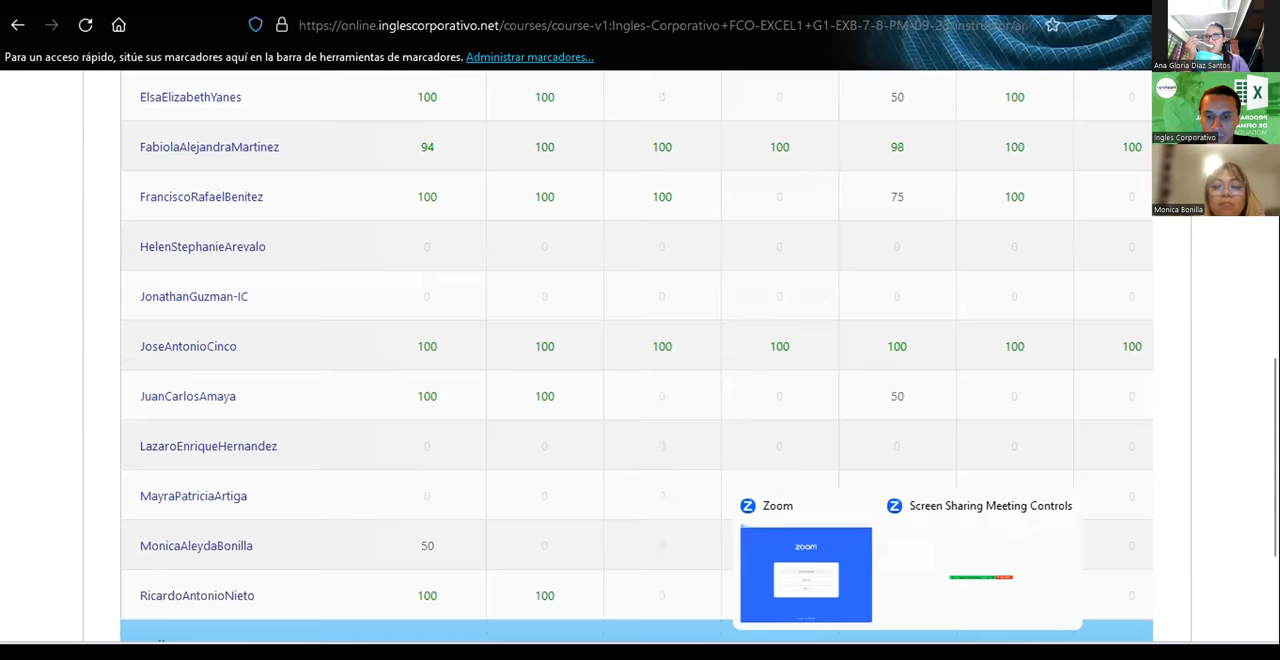 https://online.inglescorporativo.net/courses/course-v1:Ingles-Corporativo+FCO-EXCEL1+G1-EXB-7-8-PM-09-23
Para un acceso rápido, sitúe sus marcadores aquí en la barra de herramientas de marcadores. Administrar marcadores...
Ana Gloria Diaz Santos
Ingles Corporativo
Monica Bonilla
ElsaElizabethYanes 100 100 0 0 50 100 0
FabiolaAlejandraMartinez 94 100 100 100 98 100 100
FranciscoRafaelBenitez 100 100 100 0 75 100 0
HelenStephanieArevalo 0 0 0 0 0 0 0
JonathanGuzman-IC 0 0 0 0 0 0 0
JoseAntonioCinco 100 100 100 100 100 100 100
JuanCarlosAmaya 100 100 0 0 50 0 0
LazaroEnriqueHernandez 0 0 0 0 0 0 0
MayraPatriciaArtiga 0 0 0
Zoom
Screen Sharing Meeting Controls
zoom
MonicaAleydaBonilla 50 0 0 0
RicardoAntonioNieto 100 100 0 0